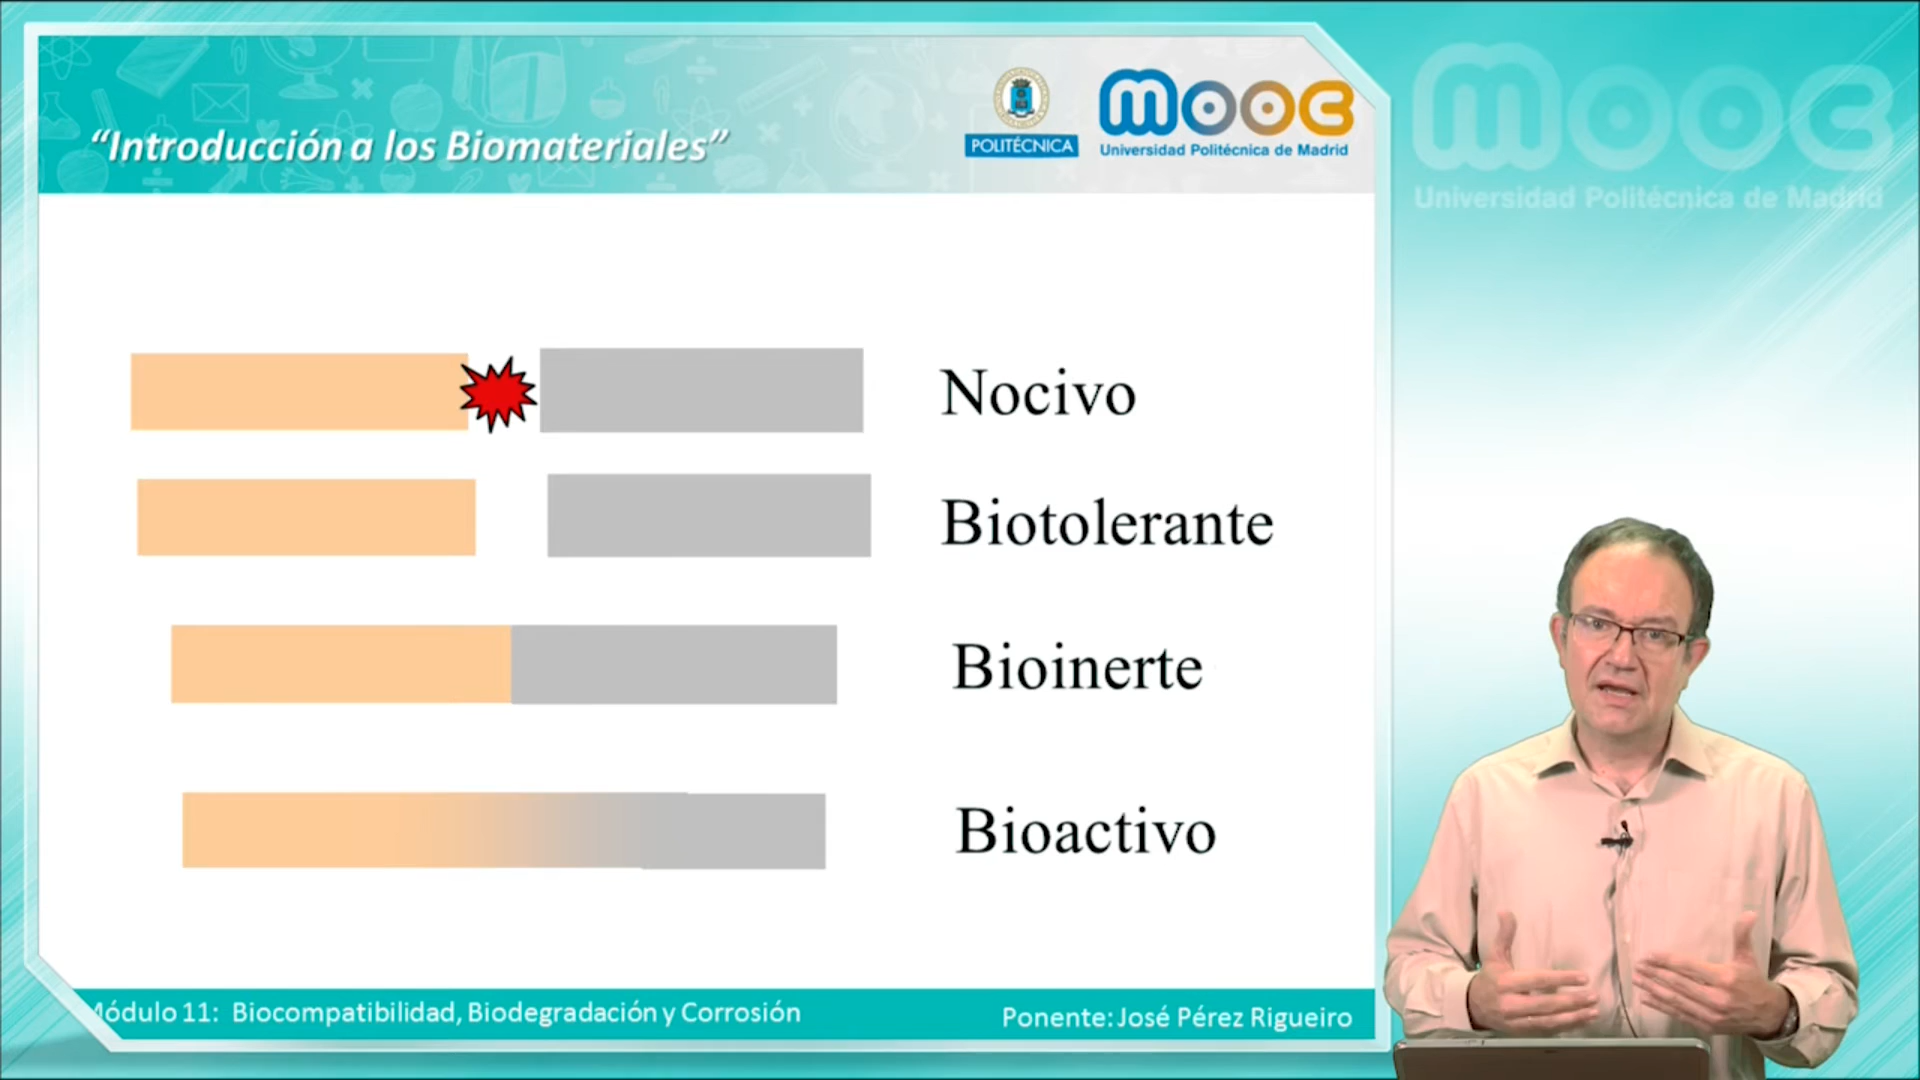 “Introducción a los Biomateriales”
POLITÉCNICA
mooc
Universidad Politécnica de Madrid
mooc
Universidad Politécnica de Madrid
Nocivo
Biotolerante
Bioinerte
Bioactivo
Módulo 11: Biocompatibilidad, Biodegradación y Corrosión
Ponente: José Pérez Rigueiro